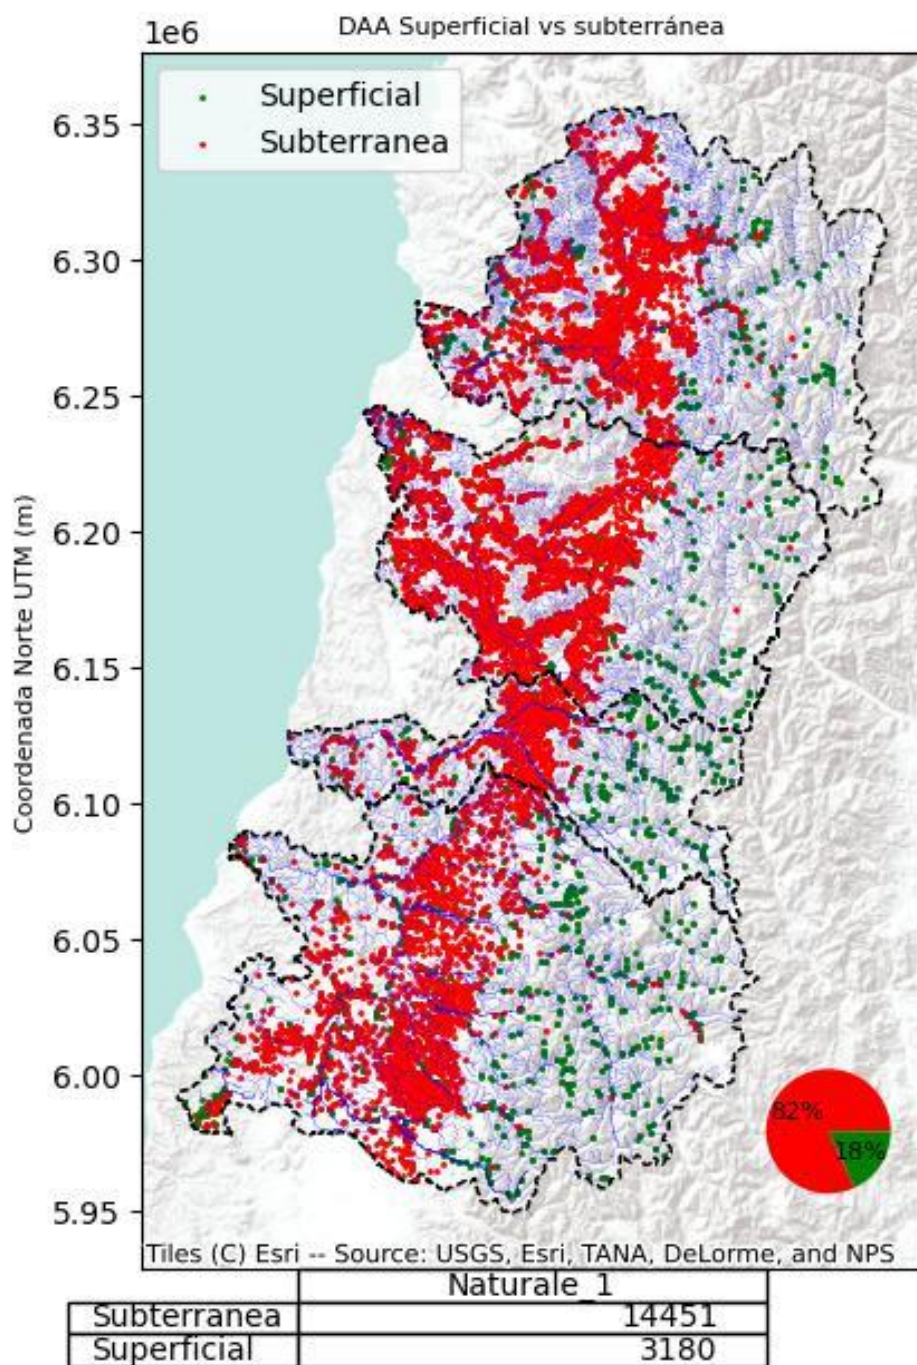 DAA Superficial vs subterránea
1e6
Superficial
Subterranea
6.35
6.30
6.25
6.20
6.15
6.10
6.05
6.00
5.95
Coordenada Norte UTM (m)
82%
18%
Tiles (C) Esri -- Source: USGS, Esri, TANA, DeLorme, and NPS
Naturale_1
Subterranea 14451
Superficial 3180